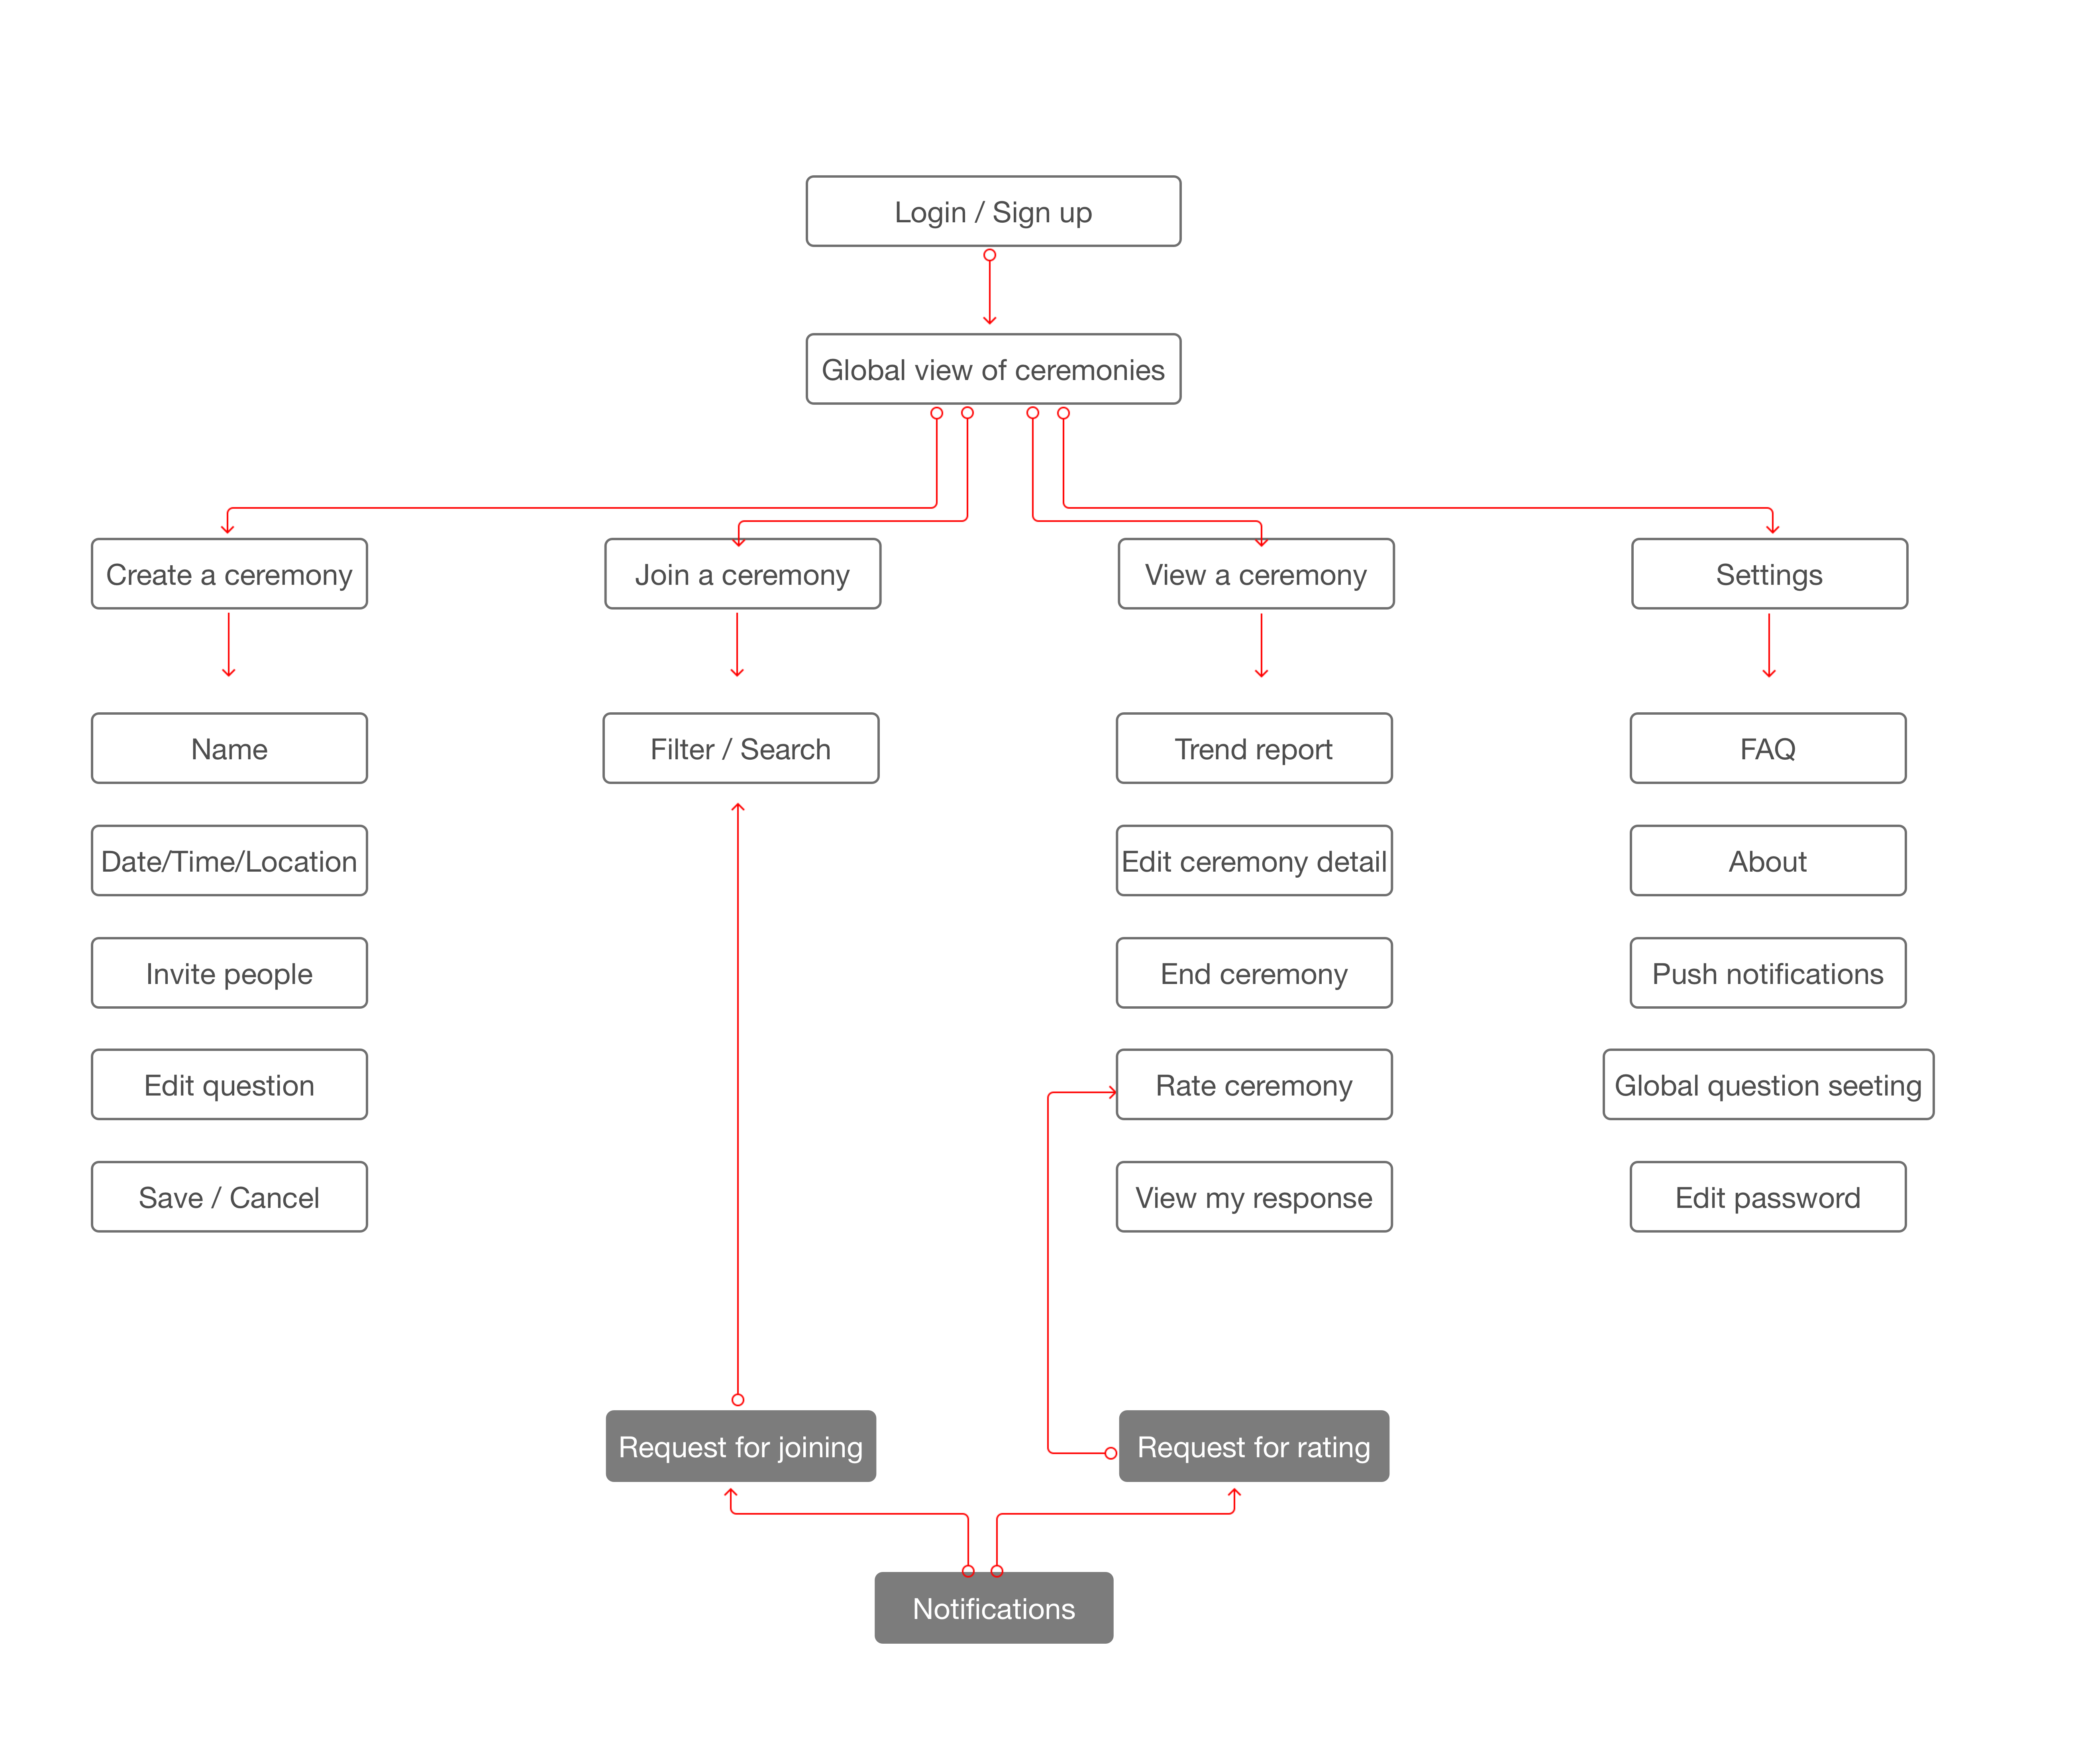 Login / Sign up
Global view of ceremonies
Create a ceremony
Join a ceremony
View a ceremony
Settings
Name
Filter / Search
Trend report
FAQ
Date/Time/Location
Edit ceremony detail
About
Invite people
End ceremony
Push notifications
Edit question
Rate ceremony
Global question seeting
Save / Cancel
View my response
Edit password
Request for joining
Request for rating
Notifications